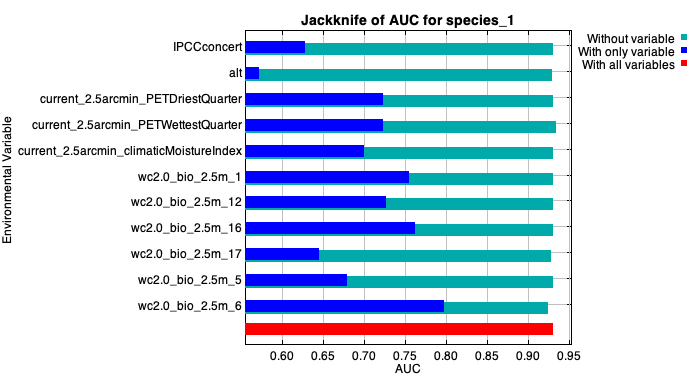 Jackknife of AUC for species_1
Without variable
With only variable
With all variables
Environmental Variable
IPCCconcert
alt
current_2.5arcmin_PETDriestQuarter
current_2.5arcmin_PETWettestQuarter
current_2.5arcmin_climaticMoistureIndex
wc2.0_bio_2.5m_1
wc2.0_bio_2.5m_12
wc2.0_bio_2.5m_16
wc2.0_bio_2.5m_17
wc2.0_bio_2.5m_5
wc2.0_bio_2.5m_6
0.60 0.65 0.70 0.75 0.80 0.85 0.90 0.95
AUC